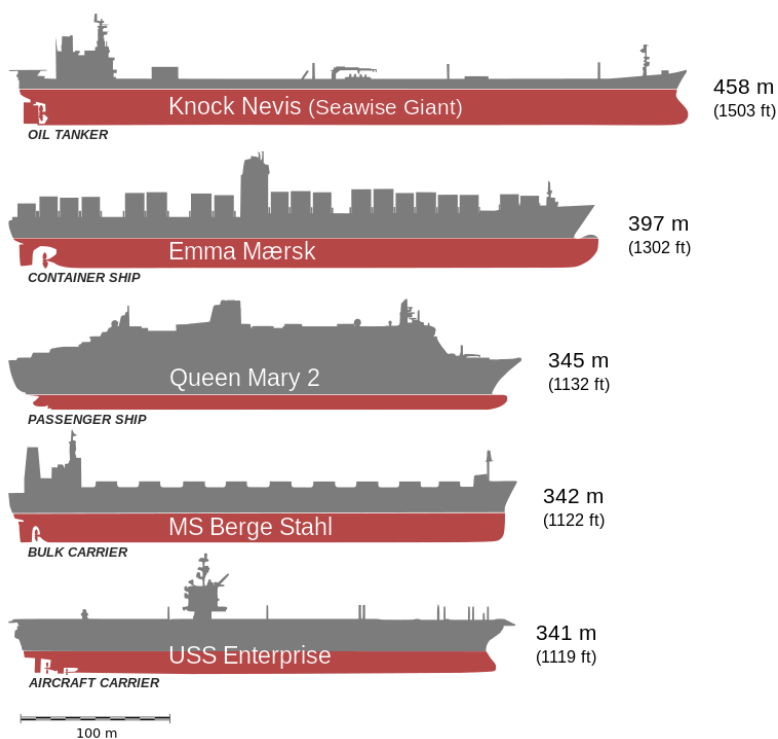 Knock Nevis (Seawise Giant)
458 m
(1503 ft)
OIL TANKER
Emma Mærsk
397 m
(1302 ft)
CONTAINER SHIP
Queen Mary 2
345 m
(1132 ft)
PASSENGER SHIP
MS Berge Stahl
342 m
(1122 ft)
BULK CARRIER
USS Enterprise
341 m
(1119 ft)
AIRCRAFT CARRIER
100 m